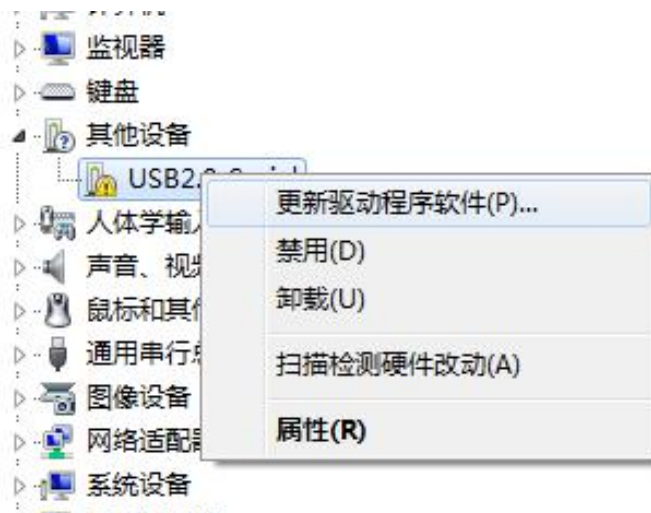 监视器
键盘
其他设备
USB2.
更新驱动程序软件(P)...
人体学输
禁用(D)
声音、视
卸载(U)
鼠标和其
通用串行
扫描检测硬件改动(A)
图像设备
网络适配
属性(R)
系统设备